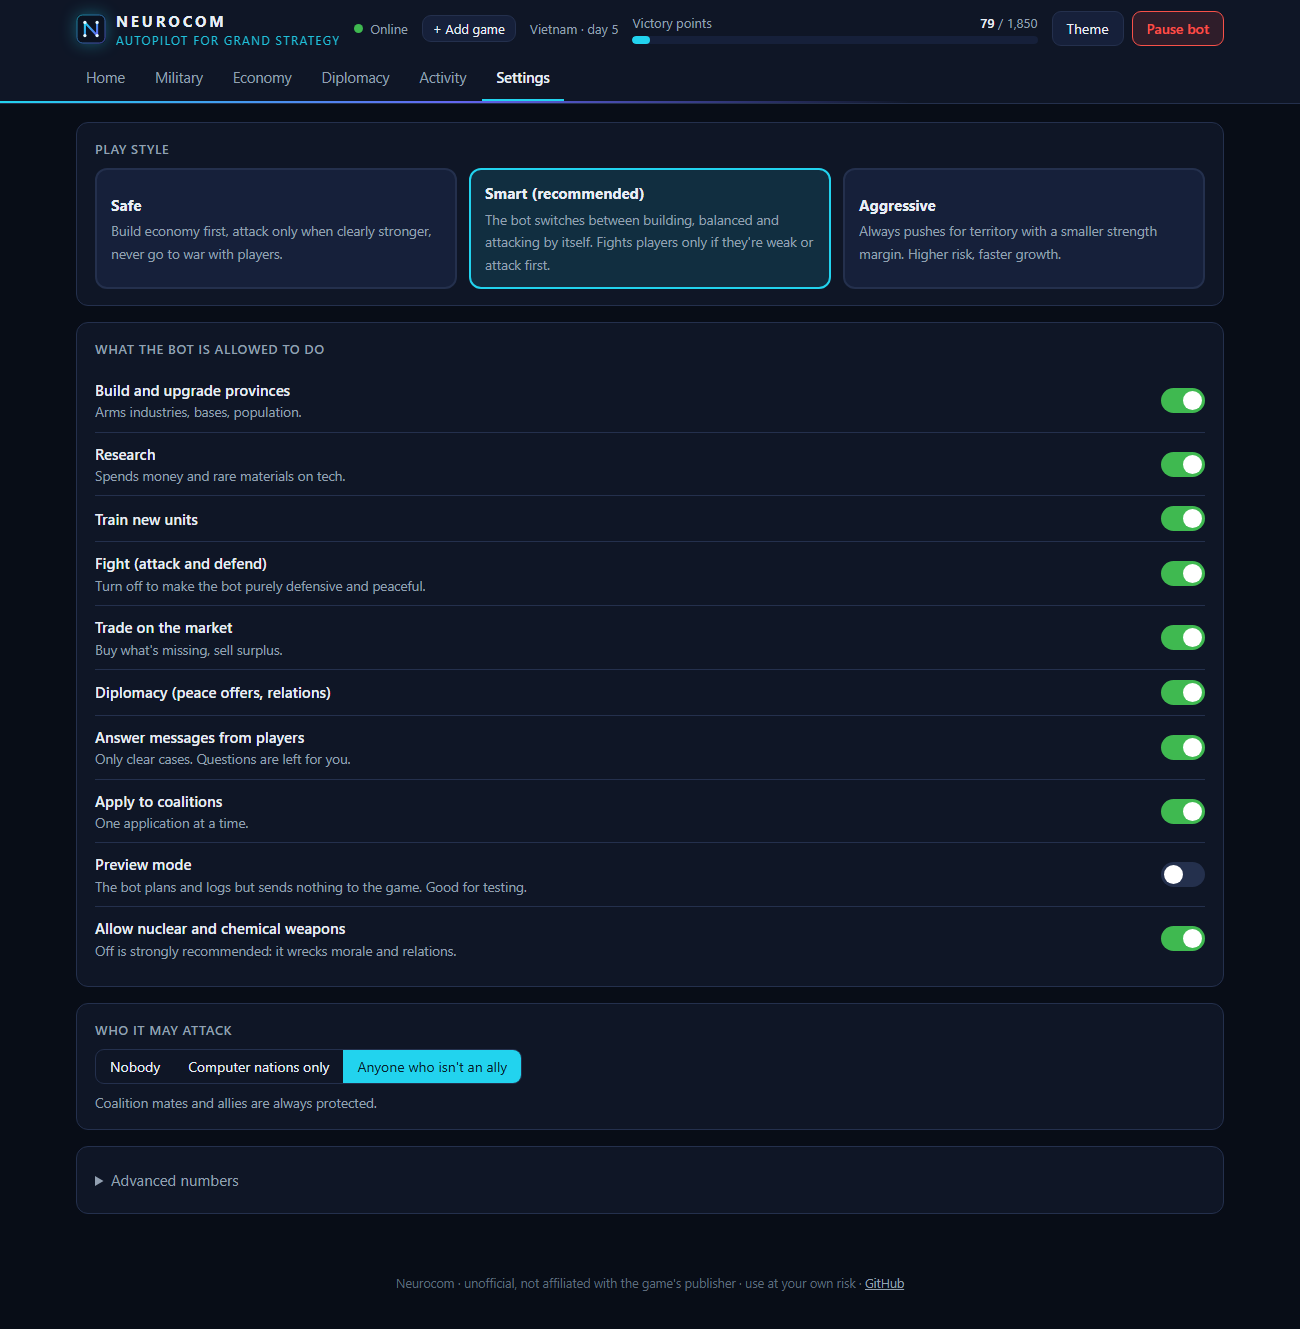 NEUROCOM
AUTOPILOT FOR GRAND STRATEGY
Online
+ Add game
Vietnam · day 5
Victory points
79 / 1,850
Theme
Pause bot
Home
Military
Economy
Diplomacy
Activity
Settings
PLAY STYLE
Safe
Build economy first, attack only when clearly stronger,
never go to war with players.
Smart (recommended)
The bot switches between building, balanced and
attacking by itself. Fights players only if they're weak or
attack first.
Aggressive
Always pushes for territory with a smaller strength
margin. Higher risk, faster growth.
WHAT THE BOT IS ALLOWED TO DO
Build and upgrade provinces
Arms industries, bases, population.
Research
Spends money and rare materials on tech.
Train new units
Fight (attack and defend)
Turn off to make the bot purely defensive and peaceful.
Trade on the market
Buy what's missing, sell surplus.
Diplomacy (peace offers, relations)
Answer messages from players
Only clear cases. Questions are left for you.
Apply to coalitions
One application at a time.
Preview mode
The bot plans and logs but sends nothing to the game. Good for testing.
Allow nuclear and chemical weapons
Off is strongly recommended: it wrecks morale and relations.
WHO IT MAY ATTACK
Nobody
Computer nations only
Anyone who isn't an ally
Coalition mates and allies are always protected.
Advanced numbers
Neurocom · unofficial, not affiliated with the game's publisher · use at your own risk · GitHub